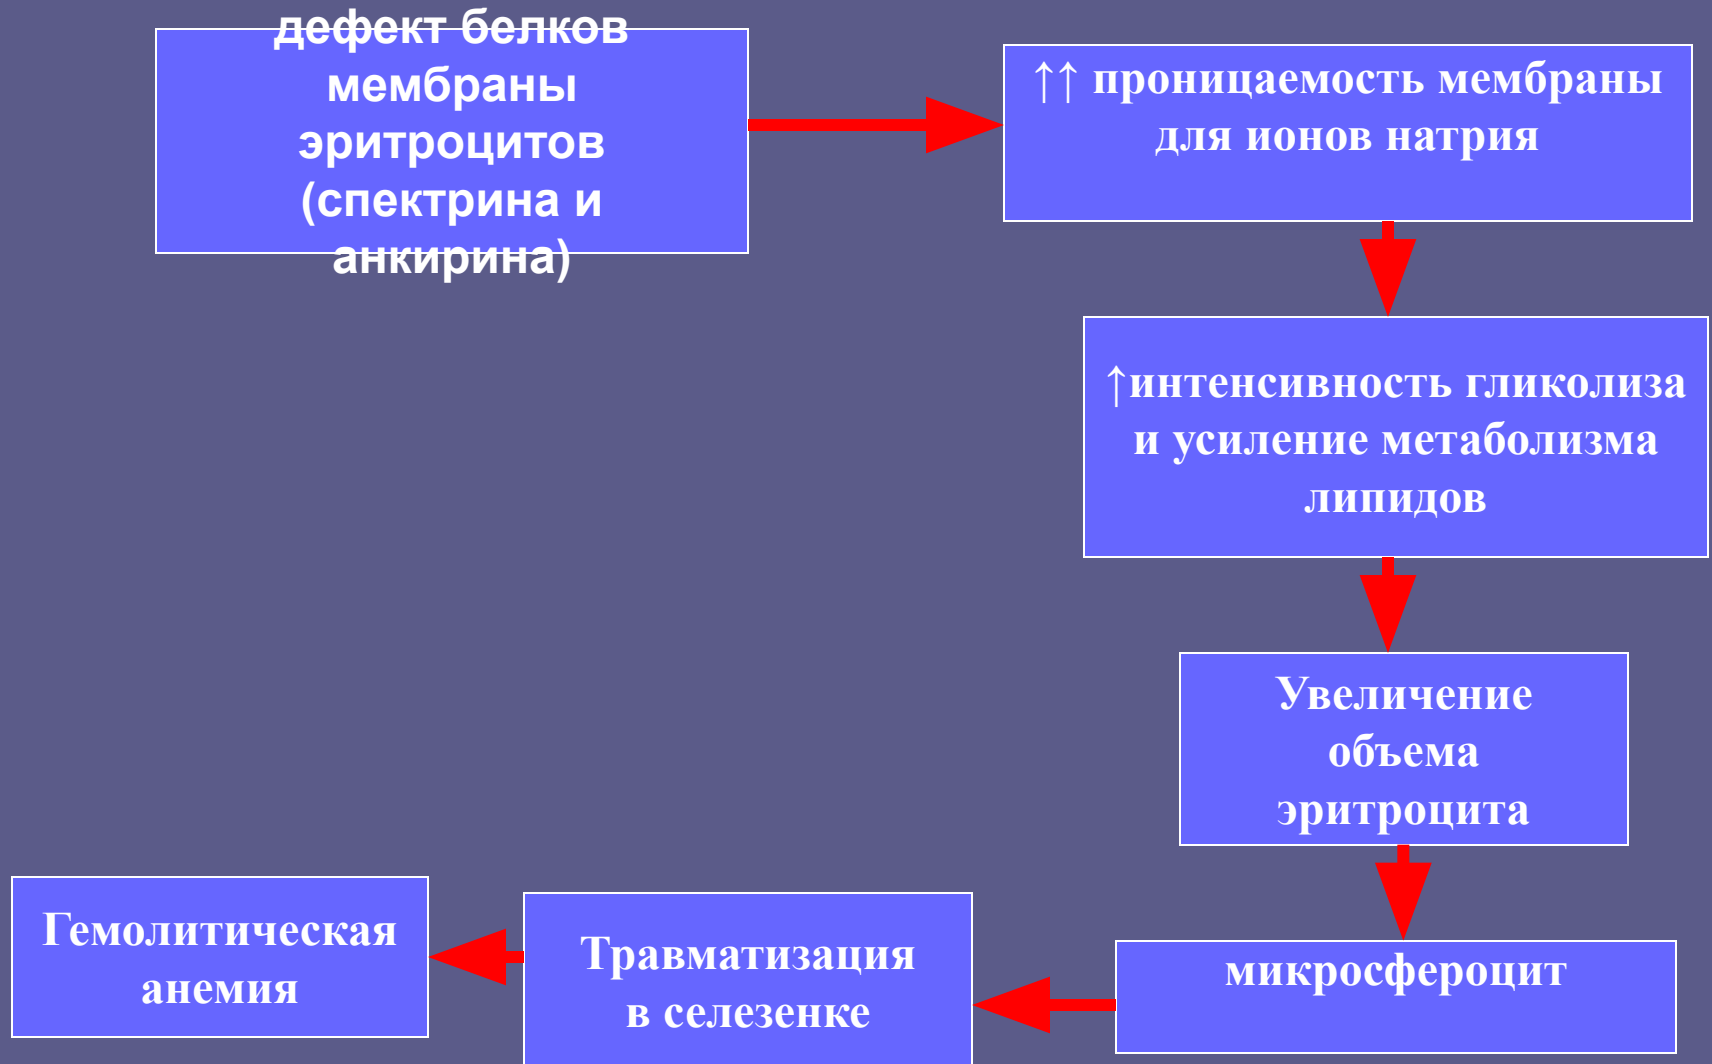 дефект белков
мембраны
эритроцитов
(спектрина и
анкирина)
↑↑ проницаемость мембраны
для ионов натрия
↑интенсивность гликолиза
и усиление метаболизма
липидов
Увеличение
объема
эритроцита
микросфероцит
Травматизация
в селезенке
Гемолитическая
анемия